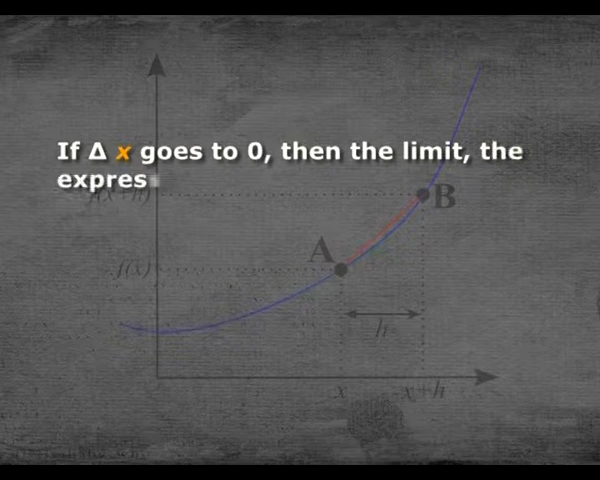 If Δ x goes to 0, then the limit, the
expres
f(x+h)
B
A
f(x)
h
x x+h